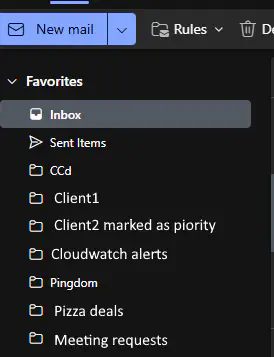 New mail
Rules
Favorites
Inbox
Sent Items
CCd
Client1
Client2 marked as piority
Cloudwatch alerts
Pingdom
Pizza deals
Meeting requests